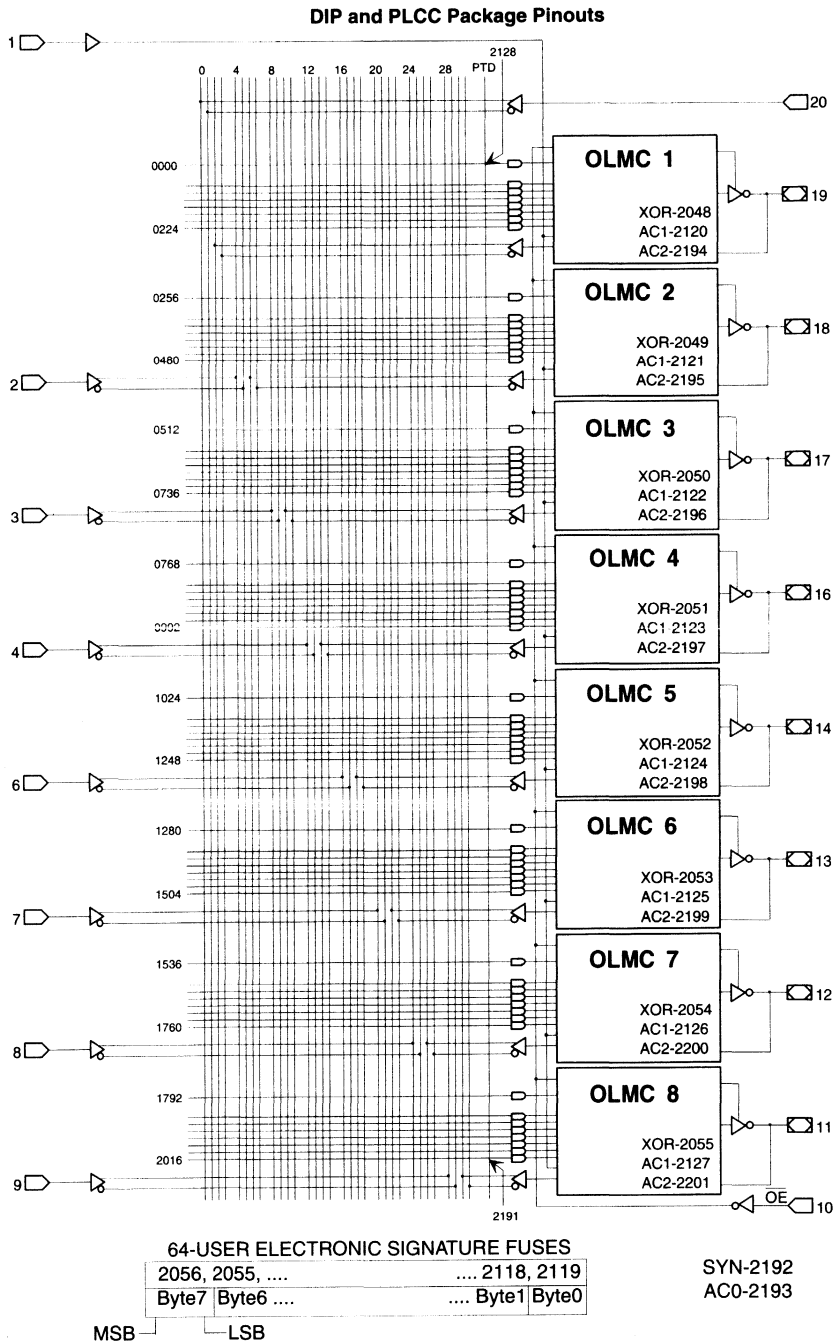 DIP and PLCC Package Pinouts
1
2128
0 4 8 12 16 20 24 28 PTD
20
0000
OLMC 1
19
XOR-2048
0224
AC1-2120
AC2-2194
0256
OLMC 2
18
XOR-2049
0480
AC1-2121
2
AC2-2195
0512
OLMC 3
17
XOR-2050
0736
AC1-2122
3
AC2-2196
0768
OLMC 4
16
XOR-2051
AC1-2123
4
AC2-2197
1024
OLMC 5
14
XOR-2052
1248
AC1-2124
6
AC2-2198
1280
OLMC 6
13
XOR-2053
1504
AC1-2125
7
AC2-2199
1536
OLMC 7
12
XOR-2054
1760
AC1-2126
8
AC2-2200
1792
OLMC 8
11
XOR-2055
2016
AC1-2127
9
AC2-2201
OE
10
2191
64-USER ELECTRONIC SIGNATURE FUSES
2056, 2055, .... .... 2118, 2119
Byte7 Byte6 .... .... Byte1 Byte0
MSB LSB
SYN-2192
AC0-2193